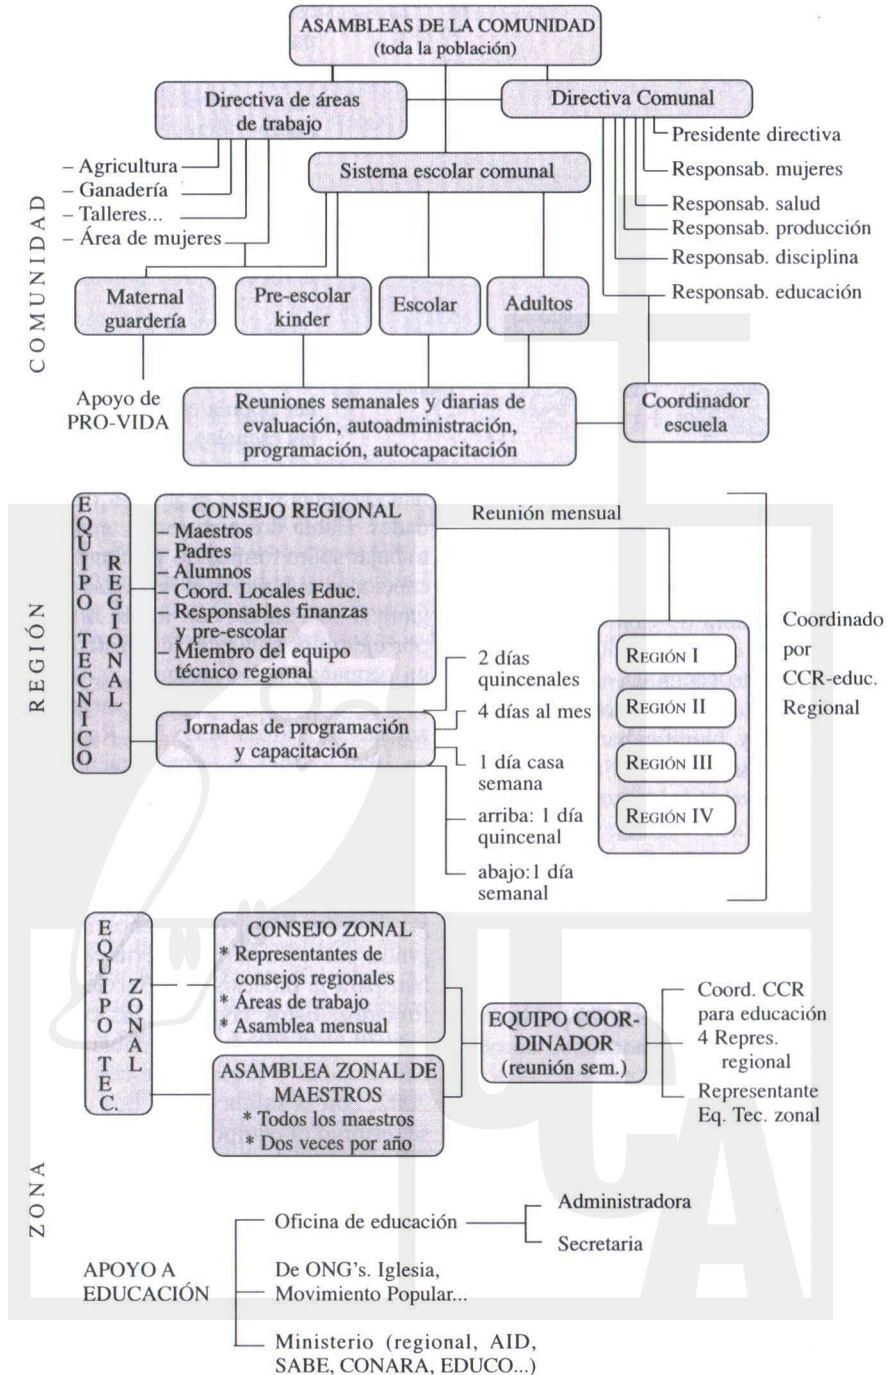 ASAMBLEAS DE LA COMUNIDAD
(toda la población)
Directiva de áreas
de trabajo
Directiva Comunal
– Agricultura
– Ganadería
– Talleres...
– Área de mujeres
Sistema escolar comunal
Presidente directiva
Responsab. mujeres
Responsab. salud
Responsab. producción
Responsab. disciplina
Responsab. educación
COMUNIDAD
Maternal
guardería
Pre-escolar
kinder
Escolar
Adultos
Apoyo de
PRO-VIDA
Reuniones semanales y diarias de
evaluación, autoadministración,
programación, autocapacitación
Coordinador
escuela
REGIÓN
EQUIPO TECNICO
REGIONAL
CONSEJO REGIONAL
– Maestros
– Padres
– Alumnos
– Coord. Locales Educ.
– Responsables finanzas
y pre-escolar
– Miembro del equipo
técnico regional
Reunión mensual
Jornadas de programación
y capacitación
2 días
quincenales
4 días al mes
1 día casa
semana
arriba: 1 día
quincenal
abajo:1 día
semanal
REGIÓN I
REGIÓN II
REGIÓN III
REGIÓN IV
Coordinado
por
CCR-educ.
Regional
ZONA
EQUIPO TEC.
ZONAL
CONSEJO ZONAL
* Representantes de
consejos regionales
* Áreas de trabajo
* Asamblea mensual
ASAMBLEA ZONAL DE
MAESTROS
* Todos los maestros
* Dos veces por año
EQUIPO COOR-
DINADOR
(reunión sem.)
Coord. CCR
para educación
4 Repres.
regional
Representante
Eq. Tec. zonal
APOYO A
EDUCACIÓN
Oficina de educación
Administradora
Secretaria
De ONG's. Iglesia,
Movimiento Popular...
Ministerio (regional, AID,
SABE, CONARA, EDUCO...)
UCA